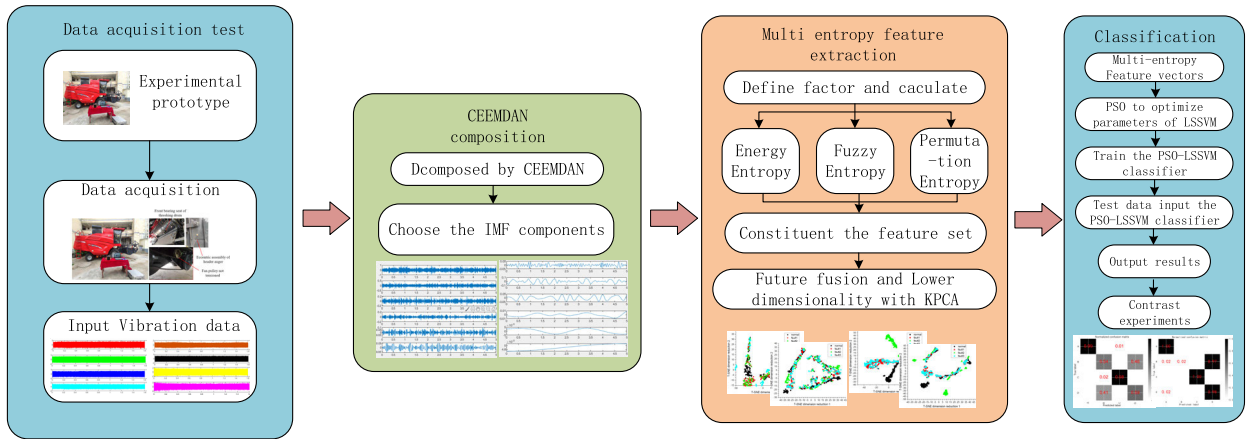 Data acquisition test
Experimental
prototype
Data acquisition
Input Vibration data
CEEMDAN
composition
Dcomposed by CEEMDAN
Choose the IMF components
Multi entropy feature
extraction
Define factor and caculate
Energy
Entropy
Fuzzy
Entropy
Permuta
-tion
Entropy
Constituent the feature set
Future fusion and Lower
dimensionality with KPCA
Classification
Multi-entropy
Feature vectors
PSO to optimize
parameters of LSSVM
Train the PSO-LSSVM
classifier
Test data input the
PSO-LSSVM classifier
Output results
Contrast
experiments